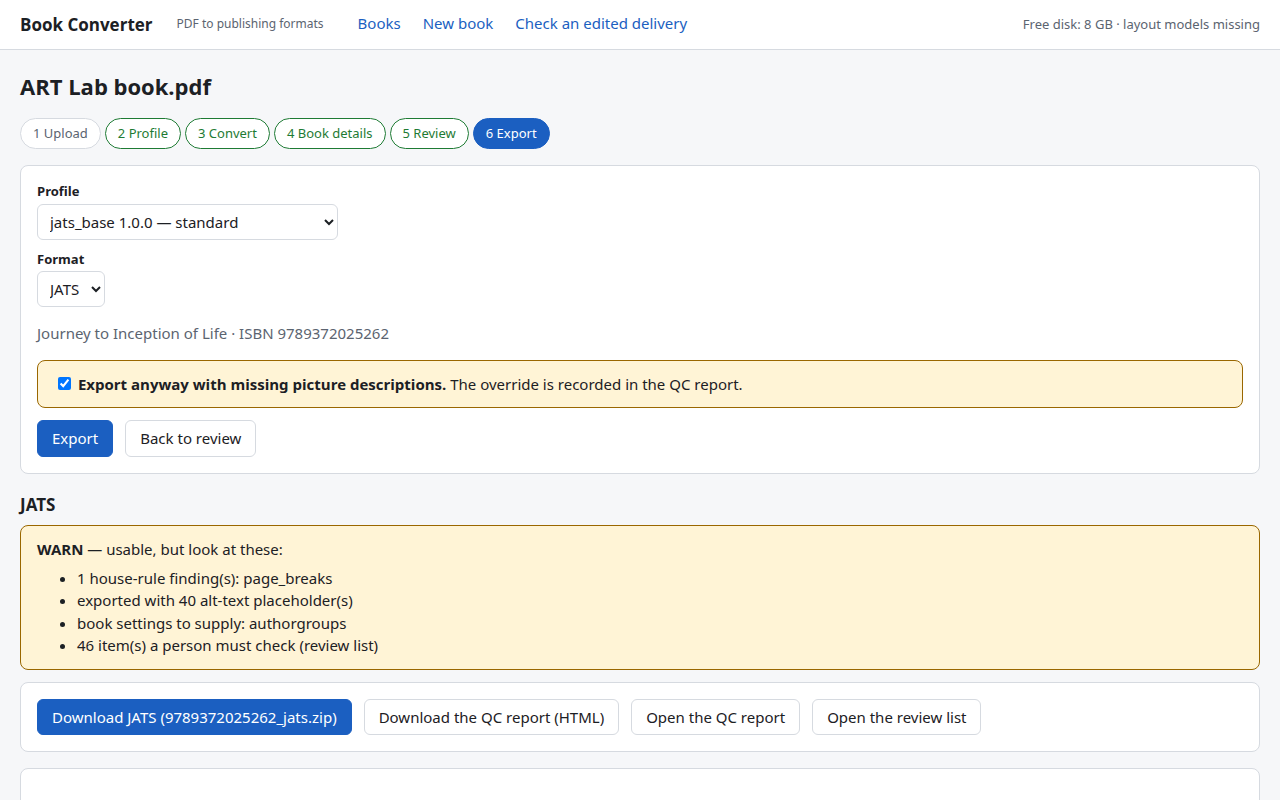 Book Converter PDF to publishing formats Books New book Check an edited delivery Free disk: 8 GB · layout models missing
ART Lab book.pdf
1 Upload 2 Profile 3 Convert 4 Book details 5 Review 6 Export
Profile
jats_base 1.0.0 — standard
Format
JATS
Journey to Inception of Life · ISBN 9789372025262
Export anyway with missing picture descriptions. The override is recorded in the QC report.
Export Back to review
JATS
WARN — usable, but look at these:
• 1 house-rule finding(s): page_breaks
• exported with 40 alt-text placeholder(s)
• book settings to supply: authorgroups
• 46 item(s) a person must check (review list)
Download JATS (9789372025262_jats.zip) Download the QC report (HTML) Open the QC report Open the review list